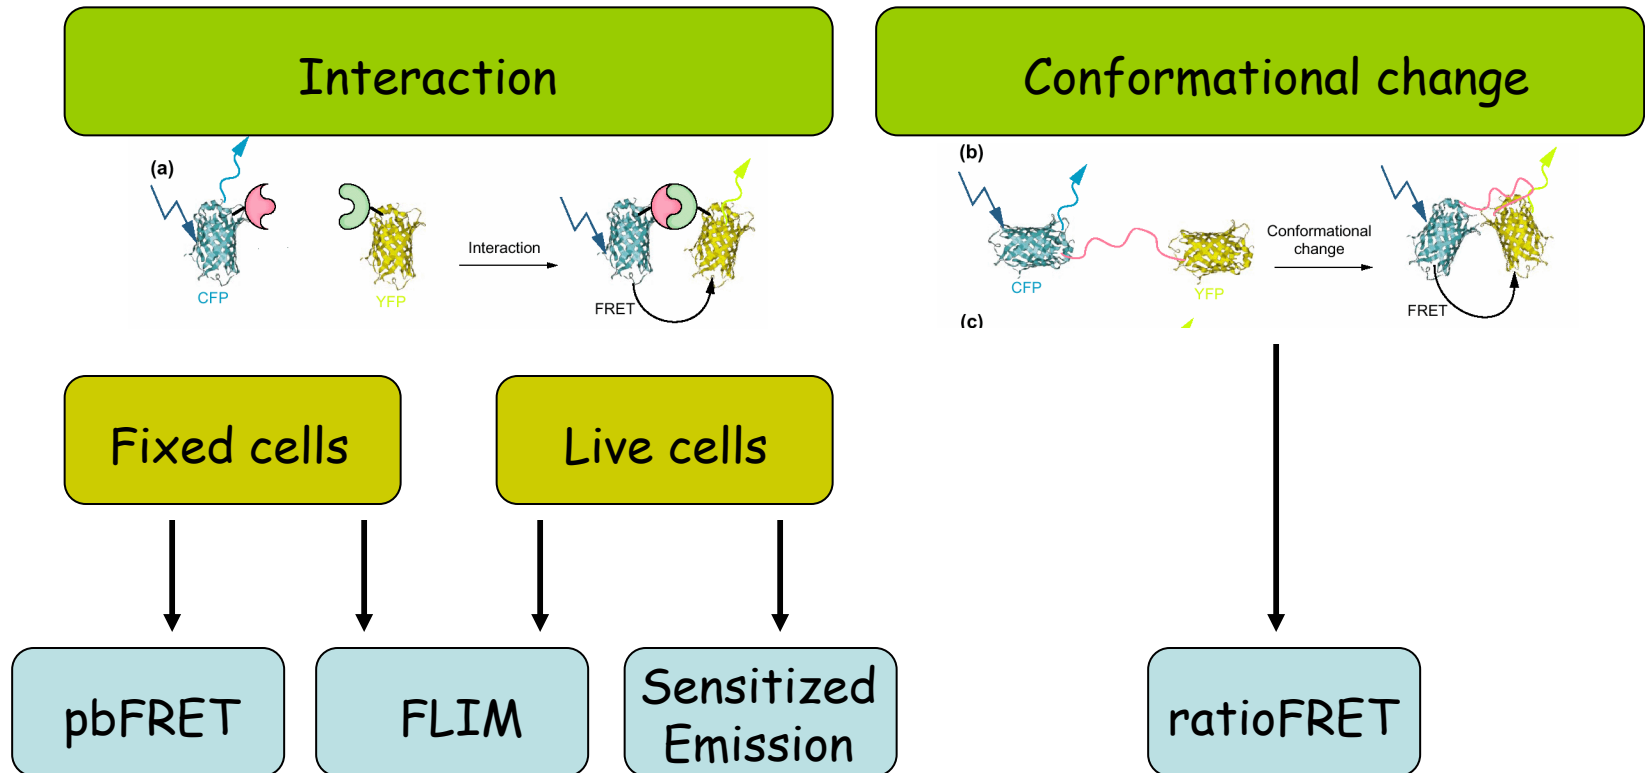 Interaction
Conformational change
(a)
CFP
YFP
Interaction
FRET
(b)
CFP
YFP
Conformational
change
FRET
(c)
Fixed cells
Live cells
pbFRET
FLIM
Sensitized
Emission
ratioFRET